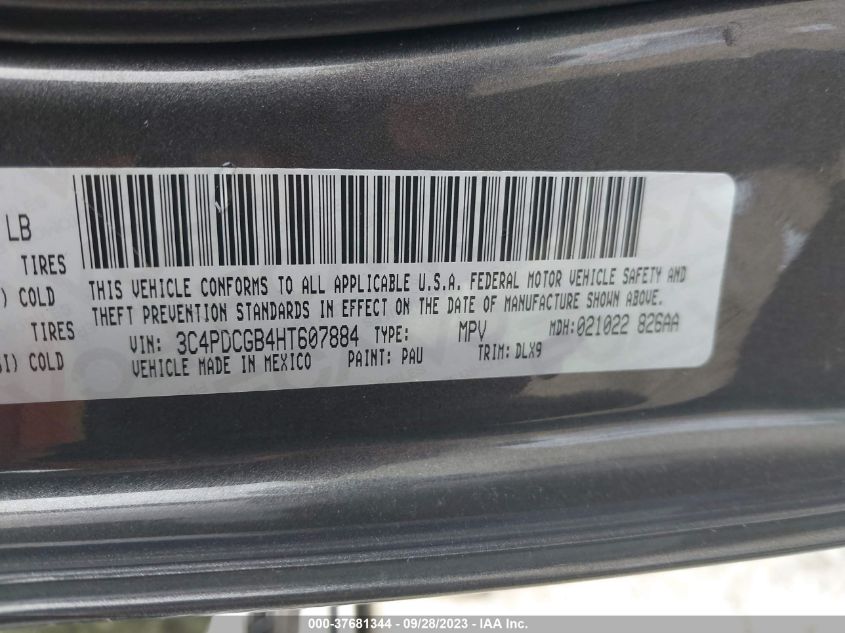 LB
TIRES
) COLD
TIRES
I) COLD
THIS VEHICLE CONFORMS TO ALL APPLICABLE U.S.A. FEDERAL MOTOR VEHICLE SAFETY AND
THEFT PREVENTION STANDARDS IN EFFECT ON THE DATE OF MANUFACTURE SHOWN ABOVE.
VIN: 3C4PDCGB4HT607884 TYPE: MPV MDH:021022 826AA
VEHICLE MADE IN MEXICO PAINT: PAU TRIM: DLX9
000-37681344 - 09/28/2023 - IAA Inc.